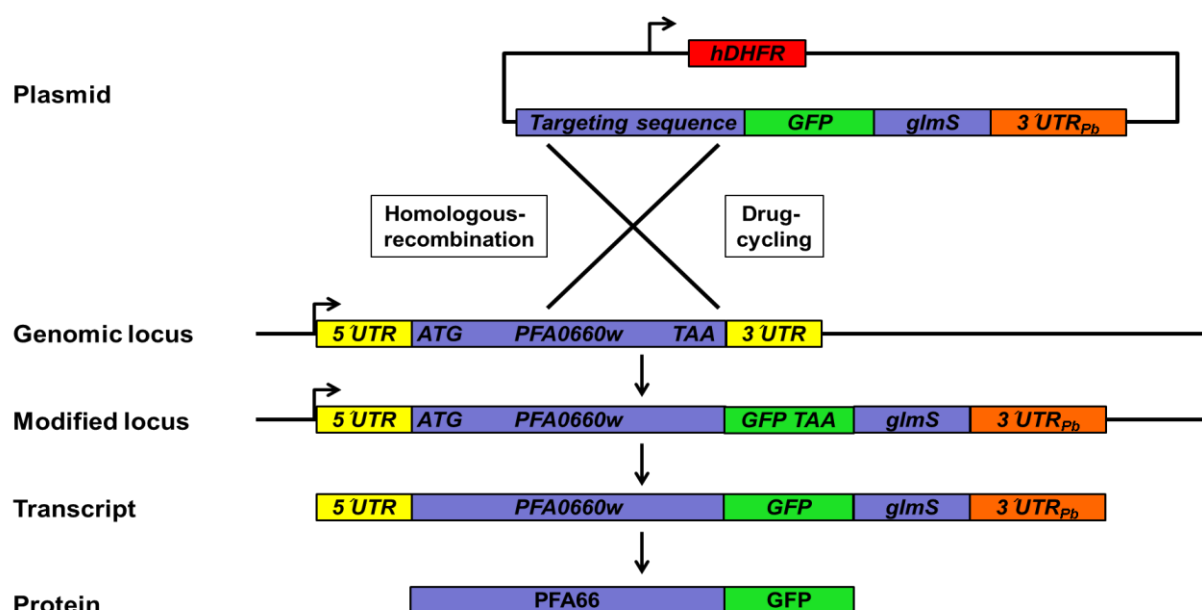 hDHFR
Plasmid
Targeting sequence GFP glmS 3´UTRPb
Homologous-
recombination
Drug-
cycling
Genomic locus 5´UTR ATG PFA0660w TAA 3´UTR
Modified locus 5´UTR ATG PFA0660w GFP TAA glmS 3´UTRPb
Transcript 5´UTR PFA0660w GFP glmS 3´UTRPb
Protein PFA66 GFP